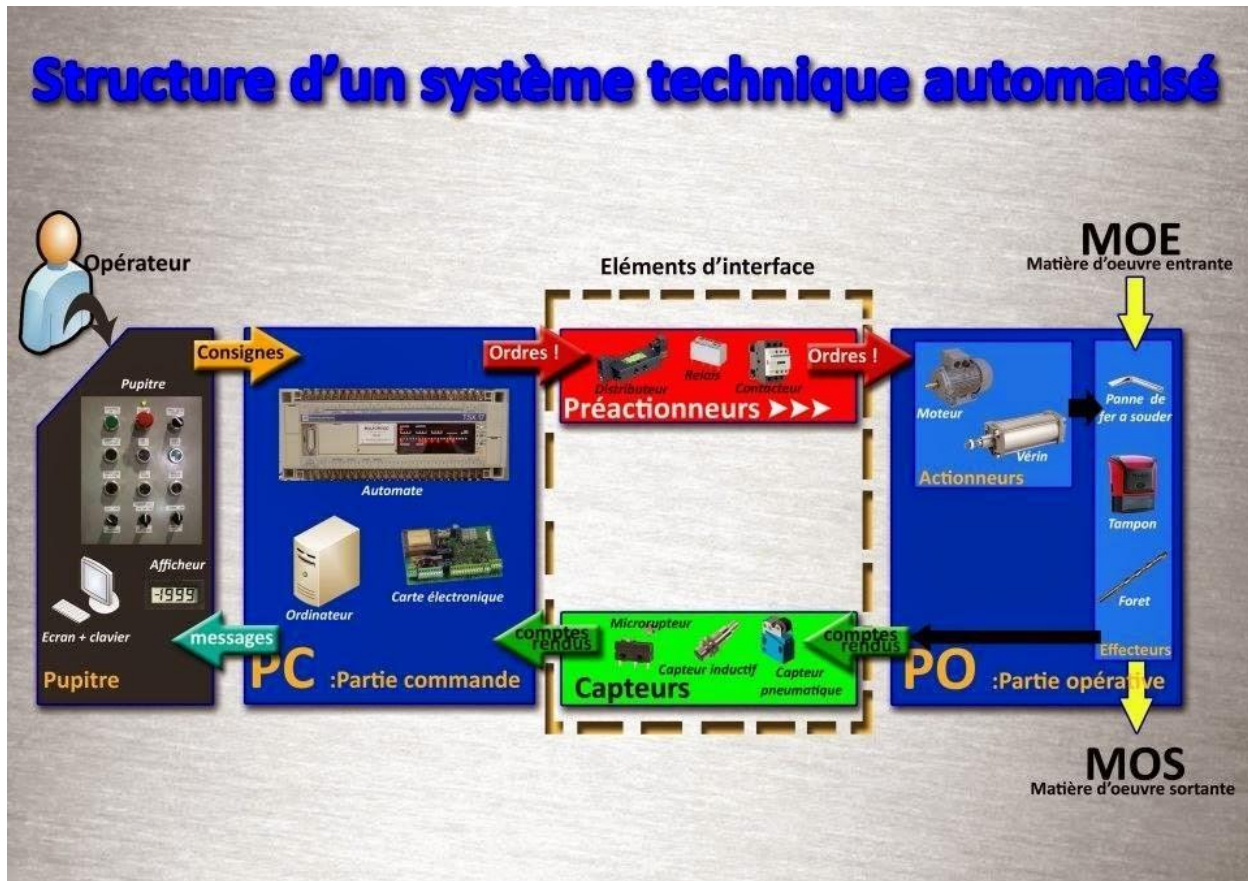 Structure d'un système technique automatisé
Opérateur
Eléments d'interface
MOE
Matière d'oeuvre entrante
Pupitre
Consignes
Ordres !
Distributeur
Relais
Contacteur
Préactionneurs
Ordres !
Moteur
Vérin
Actionneurs
Panne de
fer a souder
Tampon
Foret
Effecteurs
Automate
Ordinateur
Carte électronique
Afficheur
-1999
Ecran + clavier
Pupitre
messages
PC :Partie commande
comptes
rendus
Microrupteur
Capteur inductif
Capteur
pneumatique
Capteurs
comptes
rendus
PO :Partie opérative
MOS
Matière d'oeuvre sortante